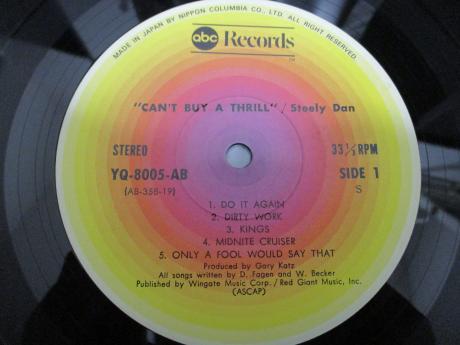 MADE IN JAPAN BY NIPPON COLUMBIA CO., LTD. ALL RIGHT RESERVED.
abc Records
TM
"CAN'T BUY A THRILL" / Steely Dan
STEREO 33 1/3 RPM
YQ-8005-AB SIDE 1
(AB-358-19) S
1. DO IT AGAIN
2. DIRTY WORK
3. KINGS
4. MIDNITE CRUISER
5. ONLY A FOOL WOULD SAY THAT
Produced by Gary Katz
All songs written by D. Fagen and W. Becker
Published by Wingate Music Corp. / Red Giant Music, Inc.
(ASCAP)